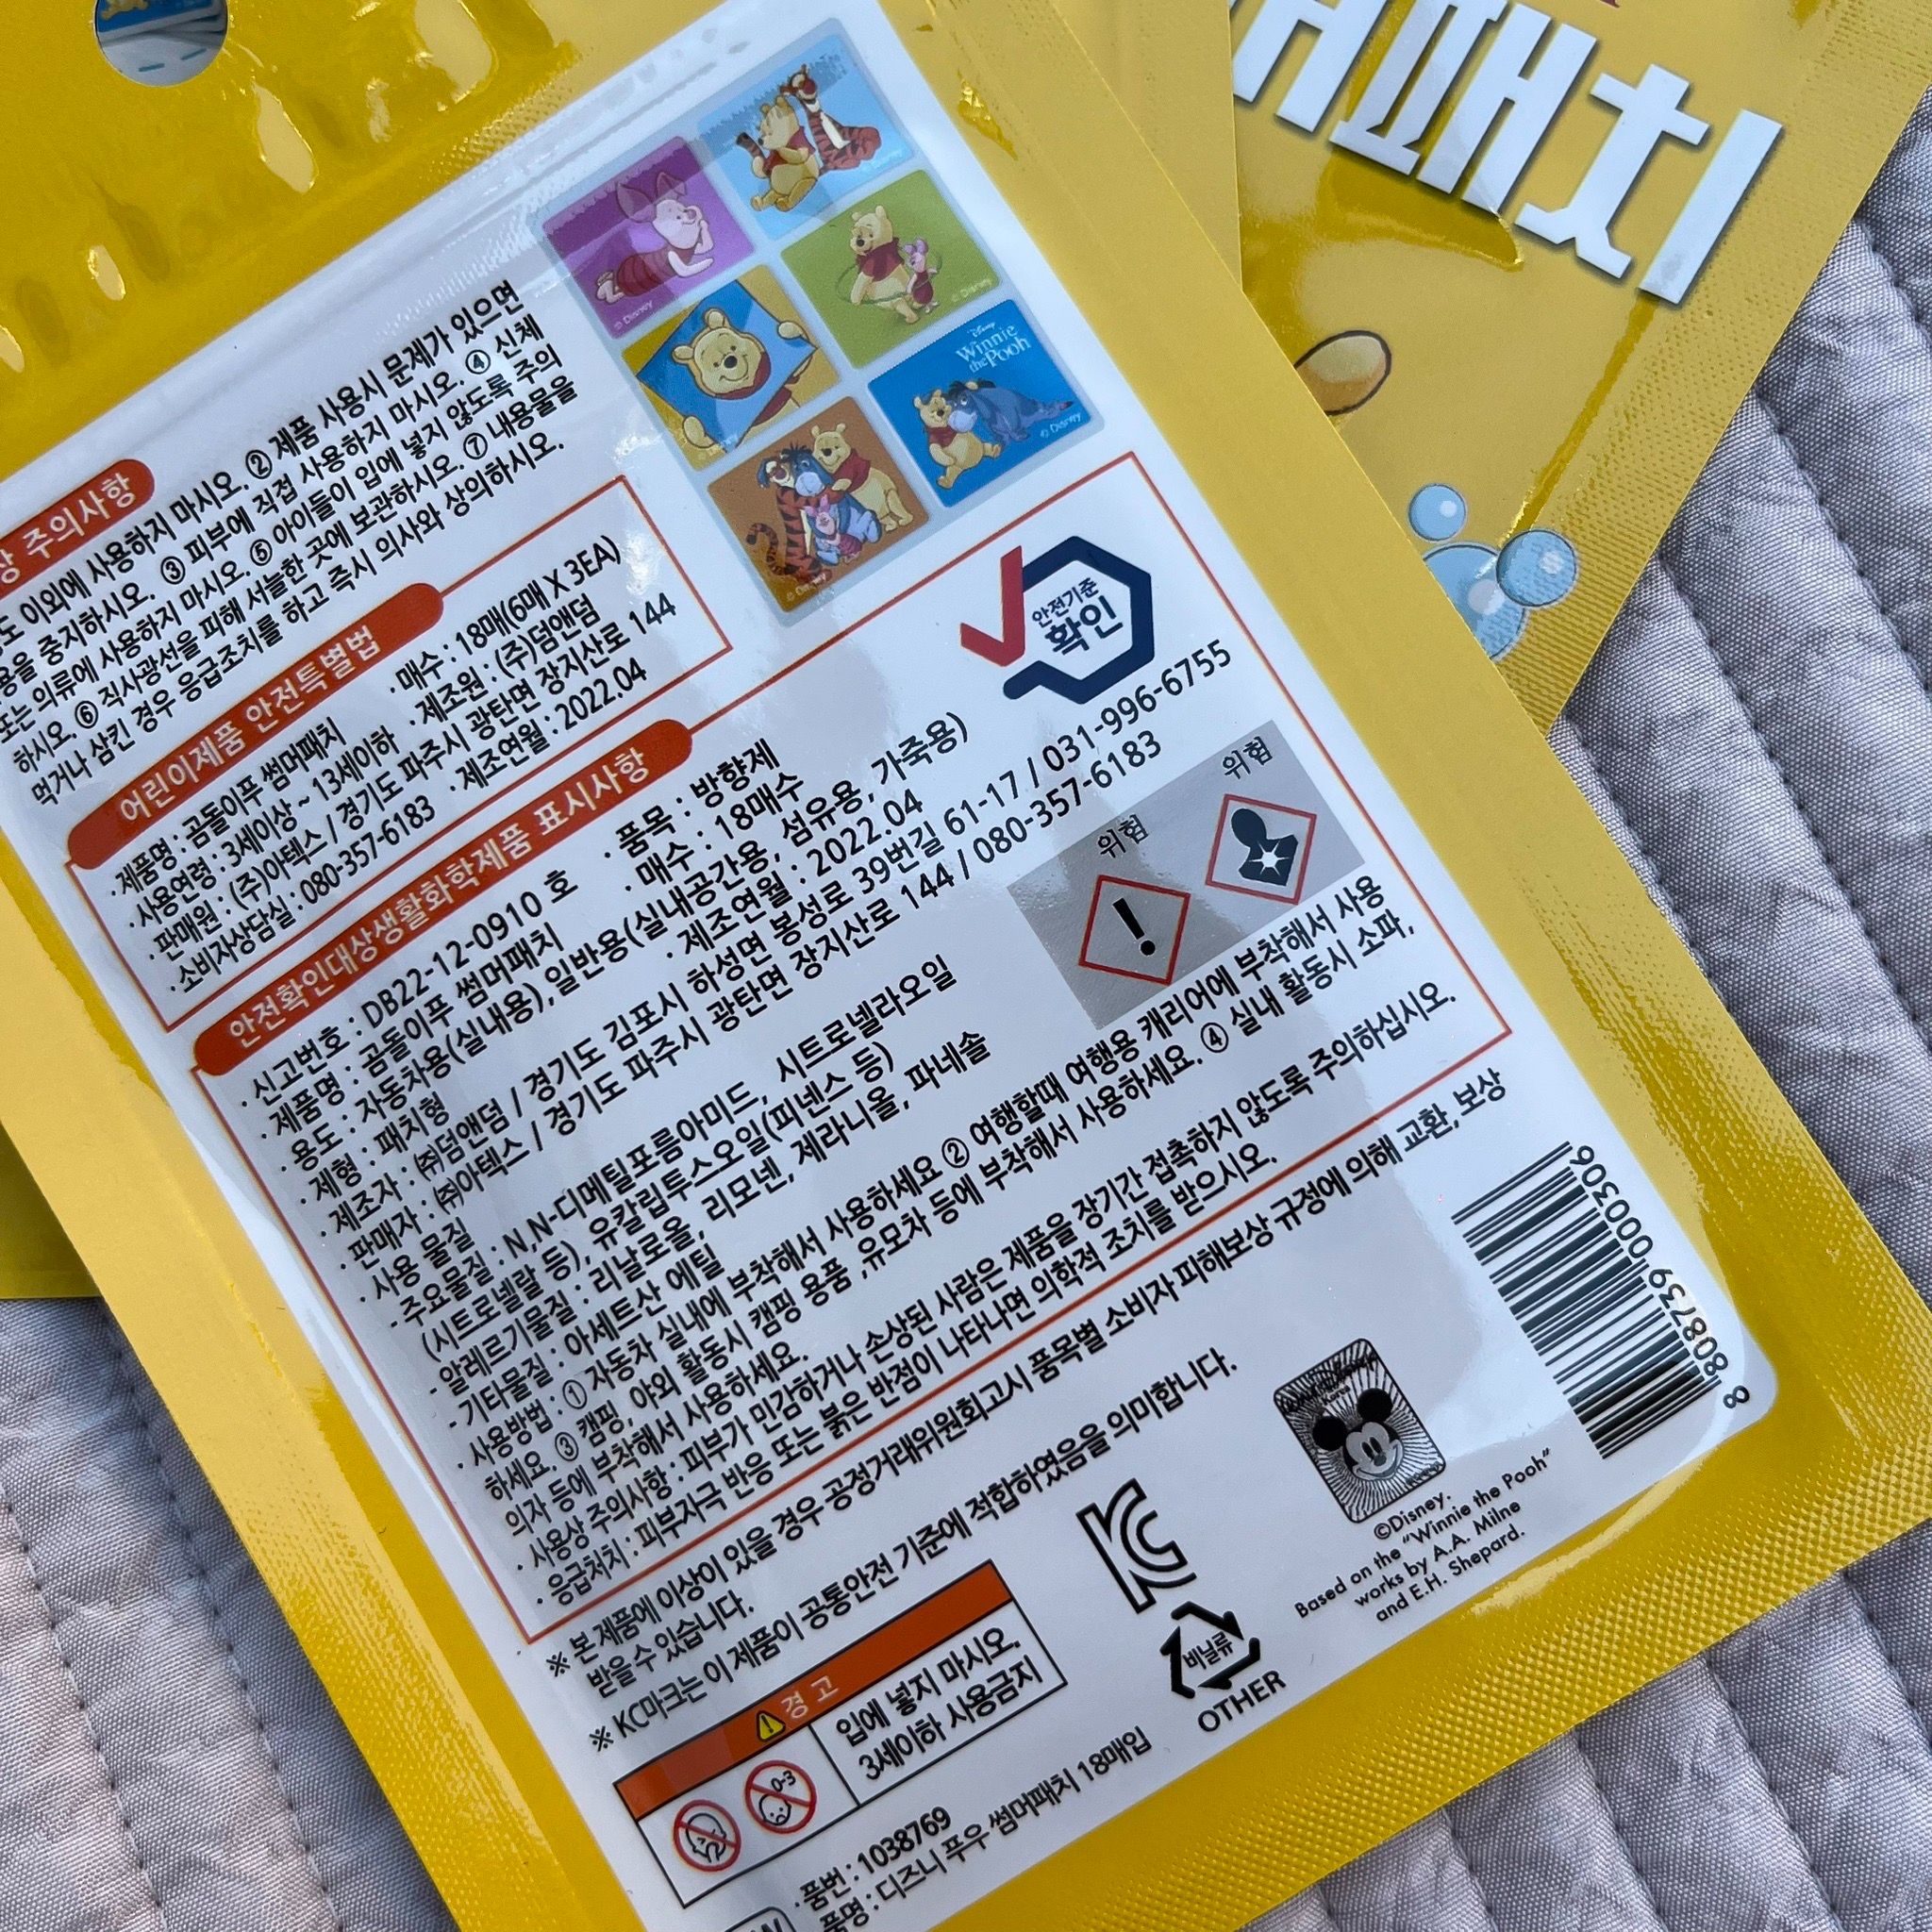 패치
© Disney
© Disney
© Disney
Disney
Winnie
the Pooh
© Disney
© Disney
주의사항
이외에 사용하지 마시오. ② 제품 사용시 문제가 있으면
중지하시오. ③ 피부에 직접 사용하지 마시오. ④ 신체
또는 의류에 사용하지 마시오. ⑤ 아이들이 입에 넣지 않도록 주의
하시오. ⑥ 직사광선을 피해 서늘한 곳에 보관하시오. ⑦ 내용물을
먹거나 삼킨 경우 응급조치를 하고 즉시 의사와 상의하시오.
어린이제품 안전특별법
· 제품명 : 곰돌이푸 썸머패치 · 매수 : 18매(6매 X 3EA)
· 사용연령 : 3세이상 ~ 13세이하 · 제조원 : (주)덤앤덤
· 판매원 : (주)아텍스 / 경기도 파주시 광탄면 장지산로 144
· 소비자상담실 : 080-357-6183 · 제조연월 : 2022.04
안전확인대상생활화학제품 표시사항
안전기준
확인
· 신고번호 : DB22-12-0910 호 · 품목 : 방향제
· 제품명 : 곰돌이푸 썸머패치 · 매수 : 18매수
· 용도 : 자동차용(실내용), 일반용(실내공간용, 섬유용, 가죽용)
· 제형 : 패치형 · 제조연월 : 2022.04
· 제조자 : ㈜덤앤덤 / 경기도 김포시 하성면 봉성로 39번길 61-17 / 031-996-6755
· 판매자 : ㈜아텍스 / 경기도 파주시 광탄면 장지산로 144 / 080-357-6183
위험 위험
· 사용 물질
- 주요물질 : N,N-디메틸포름아미드, 시트로넬라오일
(시트로넬랄 등), 유칼립투스오일(피넨스 등)
- 알레르기물질 : 리날로올, 리모넨, 제라니올, 파네솔
- 기타물질 : 아세트산 에틸
· 사용방법 : ① 자동차 실내에 부착해서 사용하세요 ② 여행할때 여행용 캐리어에 부착해서 사용
하세요. ③ 캠핑, 야외 활동시 캠핑 용품 ,유모차 등에 부착해서 사용하세요. ④ 실내 활동시 소파,
의자 등에 부착해서 사용하세요.
· 사용상 주의사항 : 피부가 민감하거나 손상된 사람은 제품을 장기간 접촉하지 않도록 주의하십시오.
· 응급처치 : 피부자극 반응 또는 붉은 반점이 나타나면 의학적 조치를 받으시오.
※ 본 제품에 이상이 있을 경우 공정거래위원회고시 품목별 소비자 피해보상 규정에 의해 교환, 보상
받을 수 있습니다.
※ KC마크는 이 제품이 공통안전 기준에 적합하였음을 의미합니다.
경고
0-3
입에 넣지 마시오.
3세이하 사용금지
KC
비닐류
OTHER
©Disney.
Based on the “Winnie the Pooh”
works by A.A. Milne
and E.H. Shepard.
8 808739 000306
· 품번 : 1038769
· 품명 : 디즈니 푸우 썸머패치 18매입